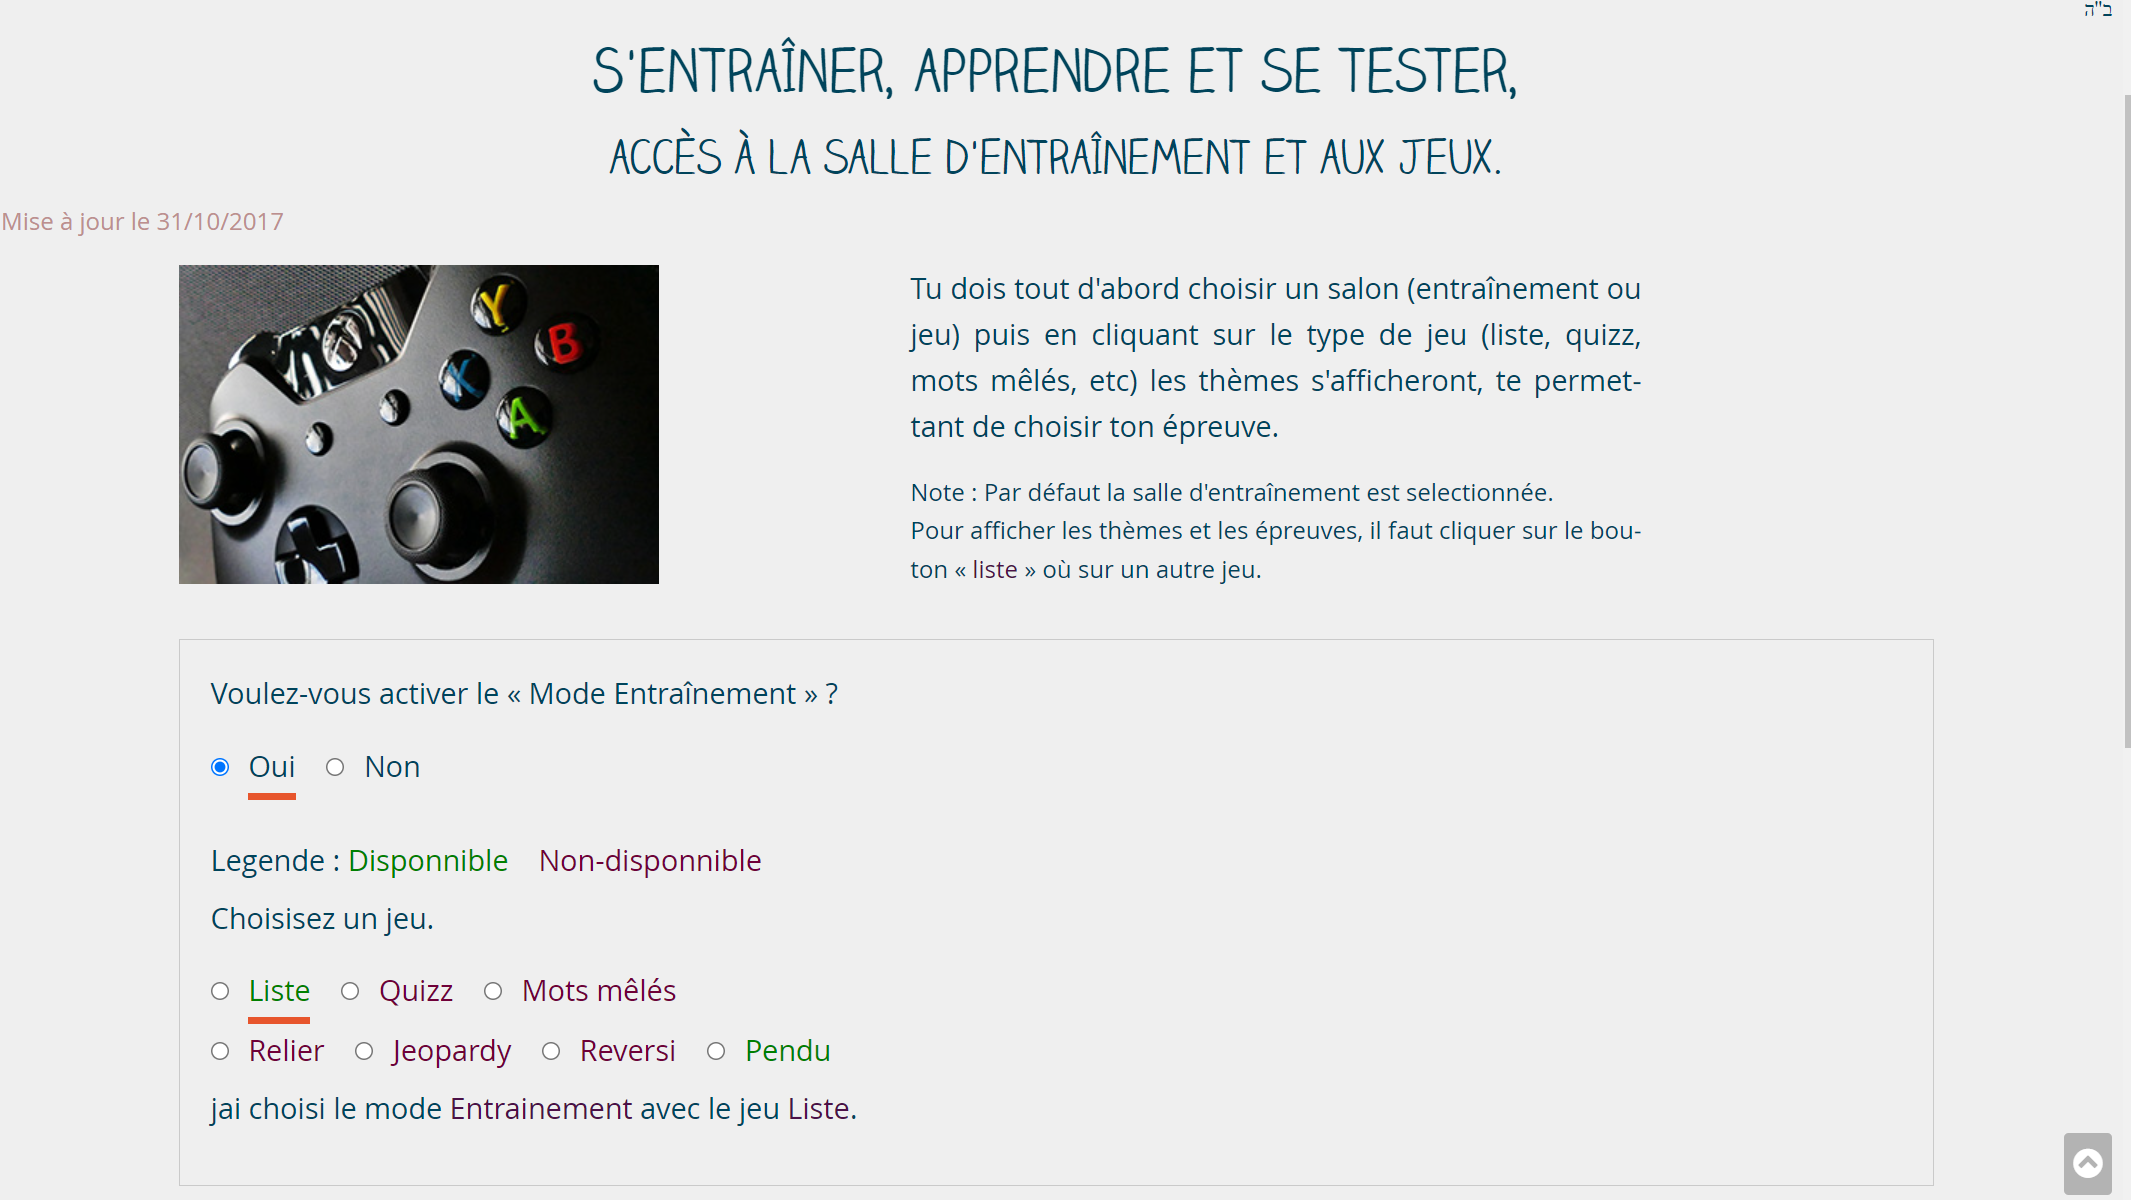 ב"ה
S'ENTRAÎNER, APPRENDRE ET SE TESTER,
ACCÈS À LA SALLE D'ENTRAÎNEMENT ET AUX JEUX.
Mise à jour le 31/10/2017
Y
B
X
A
Tu dois tout d'abord choisir un salon (entraînement ou
jeu) puis en cliquant sur le type de jeu (liste, quizz,
mots mêlés, etc) les thèmes s'afficheront, te permet-
tant de choisir ton épreuve.
Note : Par défaut la salle d'entraînement est selectionnée.
Pour afficher les thèmes et les épreuves, il faut cliquer sur le bou-
ton « liste » où sur un autre jeu.
Voulez-vous activer le « Mode Entraînement » ?
Oui Non
Legende : Disponnible Non-disponnible
Choisisez un jeu.
Liste Quizz Mots mêlés
Relier Jeopardy Reversi Pendu
jai choisi le mode Entrainement avec le jeu Liste.